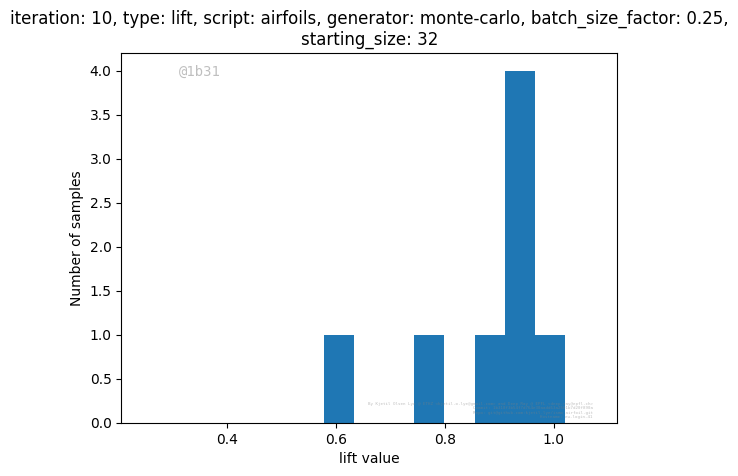 iteration: 10, type: lift, script: airfoils, generator: monte-carlo, batch_size_factor: 0.25,
starting_size: 32
@1b31
4.0
3.5
3.0
2.5
2.0
1.5
1.0
0.5
0.0
Number of samples
0.4 0.6 0.8 1.0
lift value